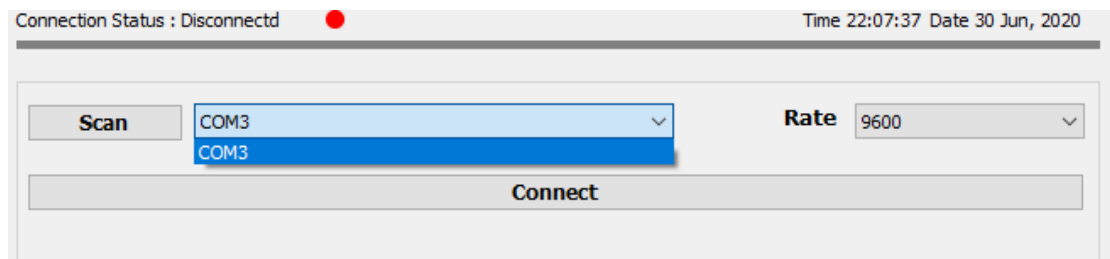 Connection Status : Disconnectd Time 22:07:37 Date 30 Jun, 2020
Scan COM3 Rate 9600
COM3
Connect